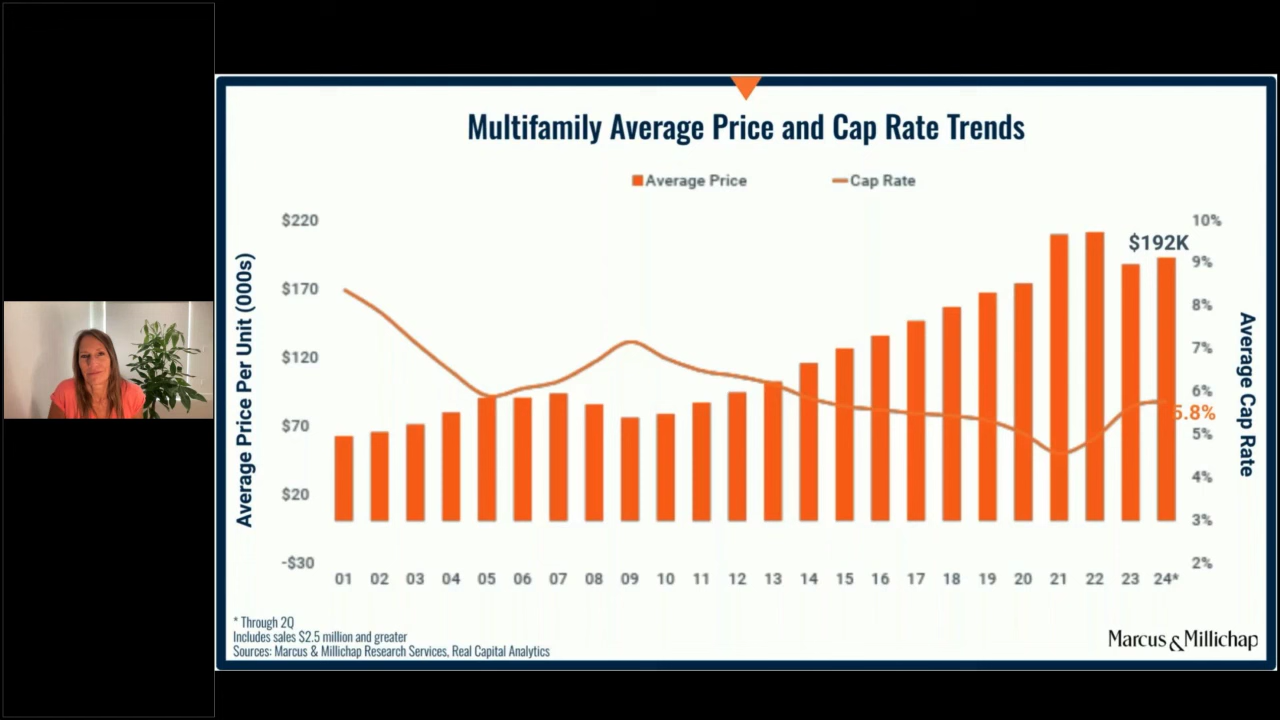 Multifamily Average Price and Cap Rate Trends
Average Price
Cap Rate
Average Price Per Unit (000s)
$220
$170
$120
$70
$20
-$30
$192K
10%
9%
8%
7%
6%
5.8%
5%
4%
3%
2%
Average Cap Rate
01 02 03 04 05 06 07 08 09 10 11 12 13 14 15 16 17 18 19 20 21 22 23 24*
* Through 2Q
Includes sales $2.5 million and greater
Sources: Marcus & Millichap Research Services, Real Capital Analytics
Marcus & Millichap